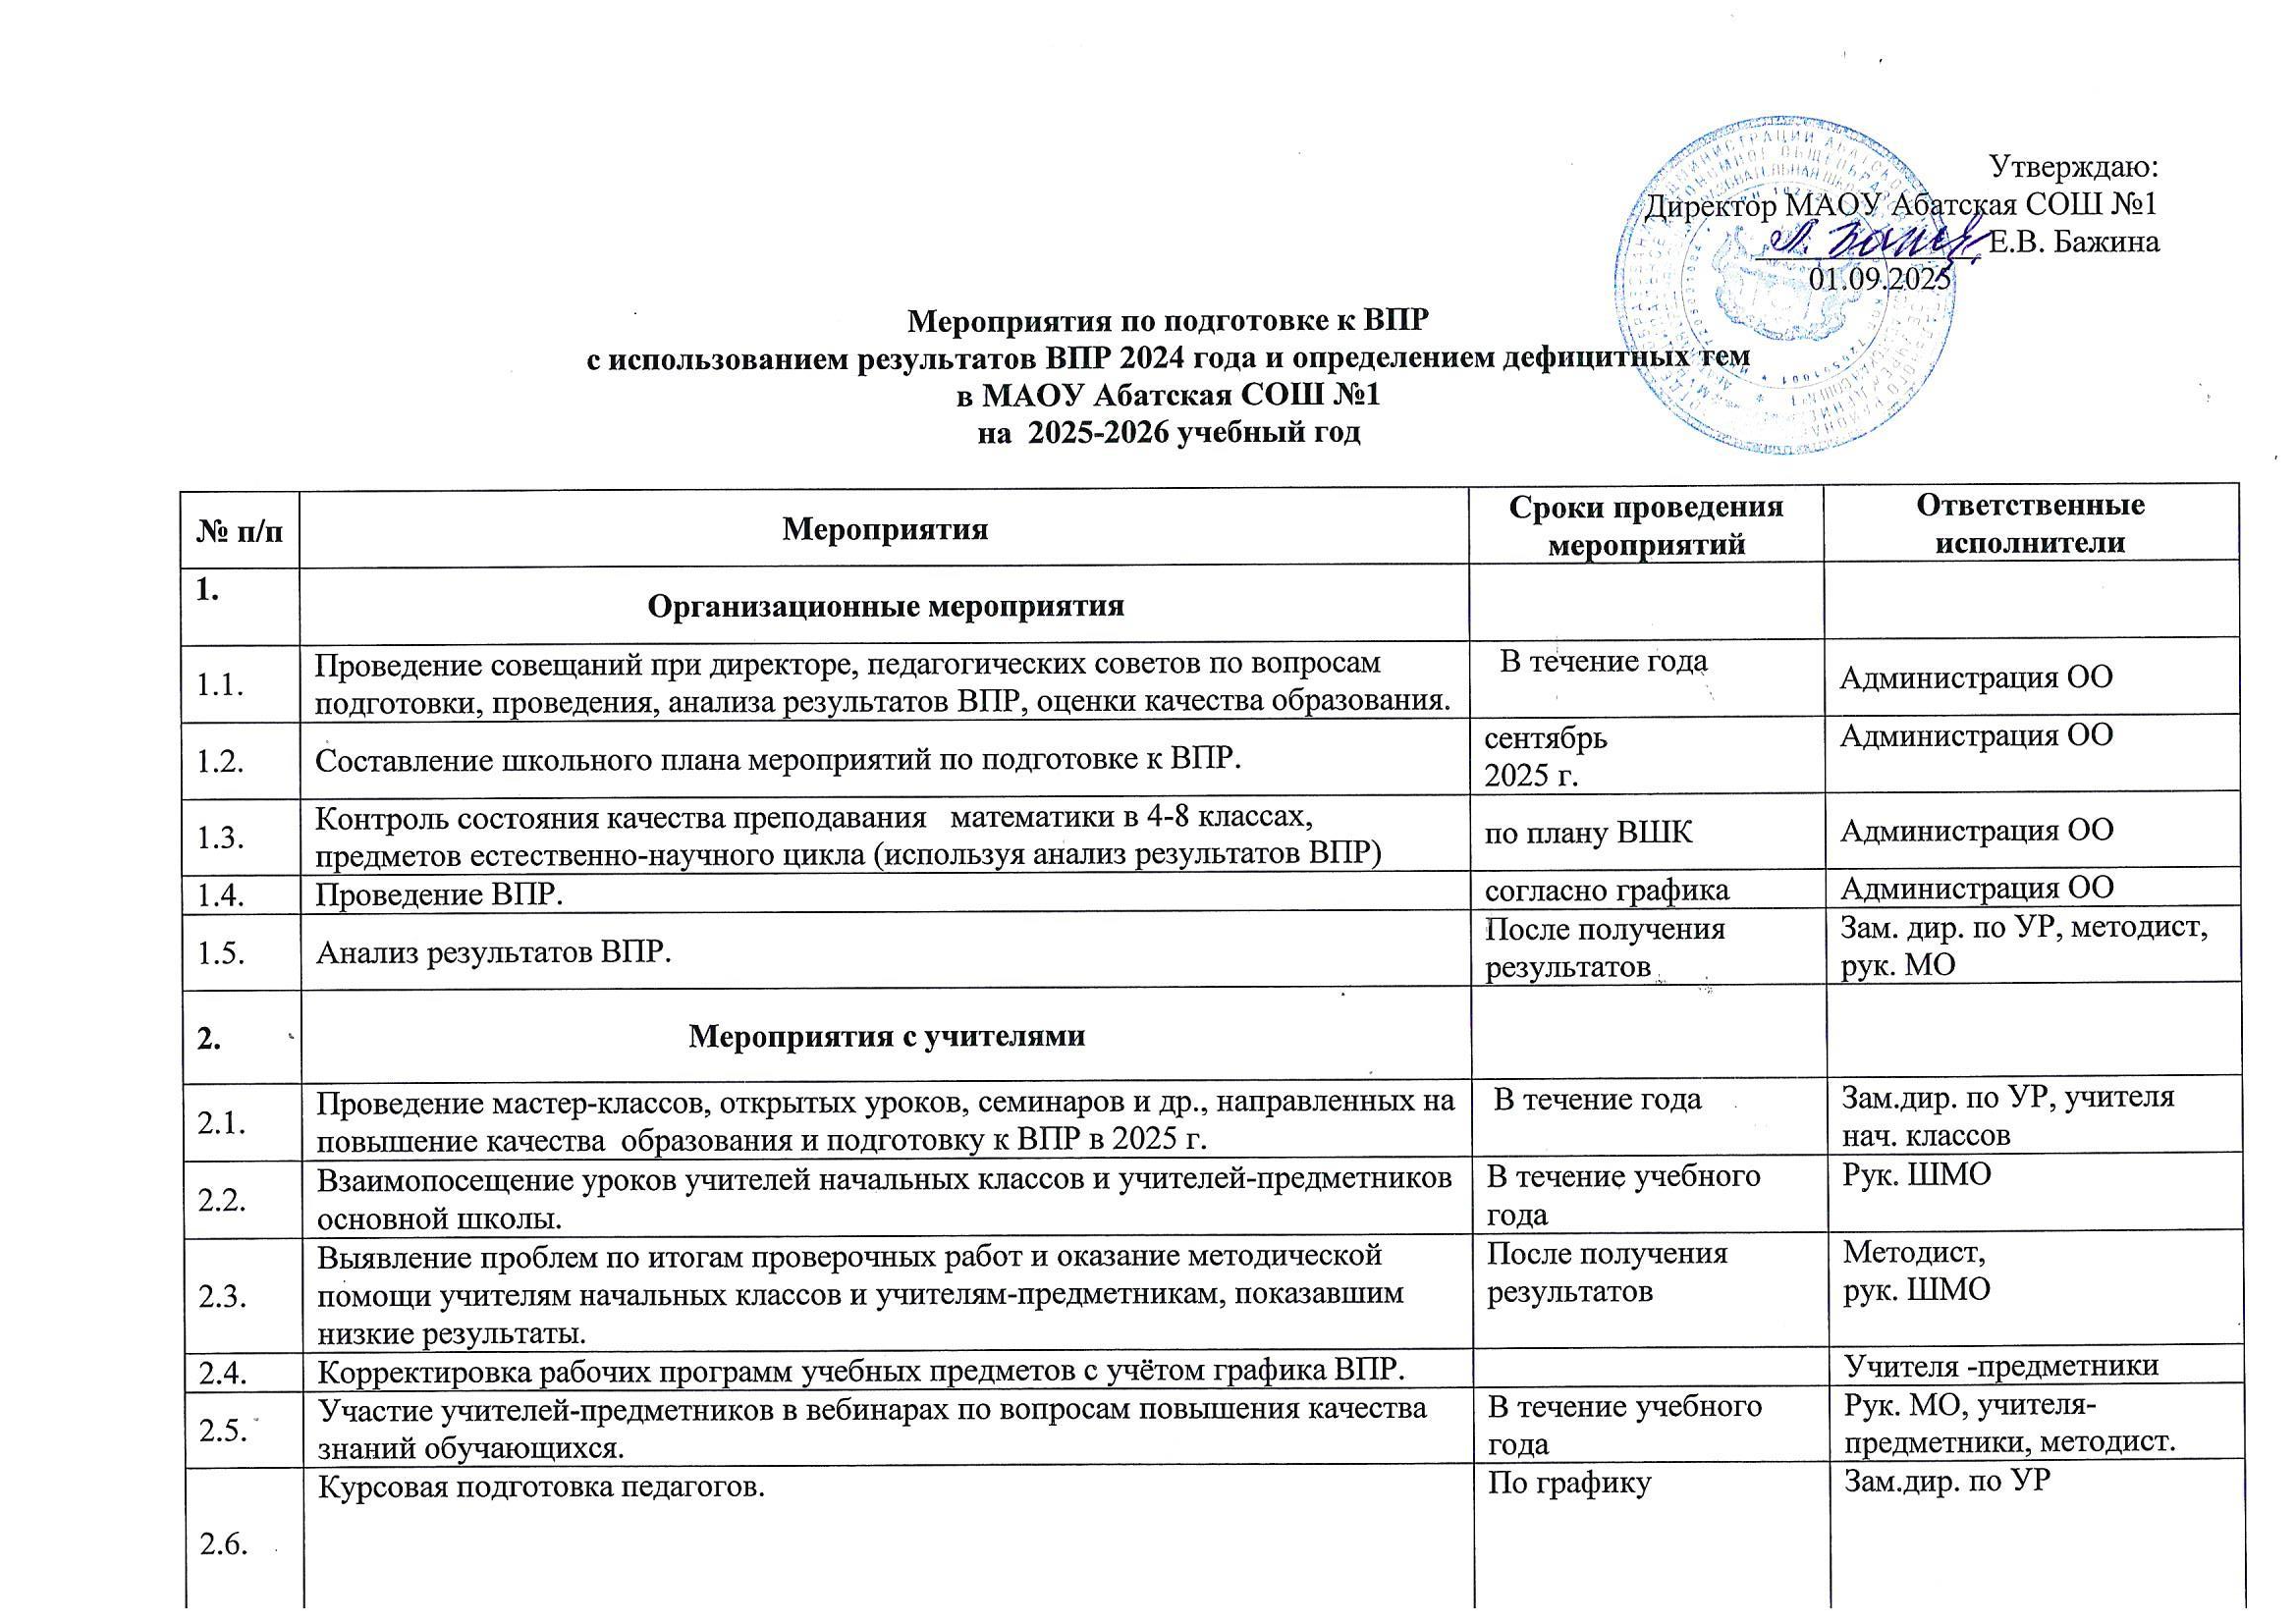 Утверждаю:
Директор МАОУ Абатская СОШ №1
Е.В. Бажина
01.09.2025
Мероприятия по подготовке к ВПР
с использованием результатов ВПР 2024 года и определением дефицитных тем
в МАОУ Абатская СОШ №1
на 2025-2026 учебный год
№ п/п
Мероприятия
Сроки проведения
мероприятий
Ответственные
исполнители
1.
Организационные мероприятия
1.1.
Проведение совещаний при директоре, педагогических советов по вопросам
подготовки, проведения, анализа результатов ВПР, оценки качества образования.
В течение года
Администрация ОО
1.2.
Составление школьного плана мероприятий по подготовке к ВПР.
сентябрь
2025 г.
Администрация ОО
1.3.
Контроль состояния качества преподавания математики в 4-8 классах,
предметов естественно-научного цикла (используя анализ результатов ВПР)
по плану ВШК
Администрация ОО
1.4.
Проведение ВПР.
согласно графика
Администрация ОО
1.5.
Анализ результатов ВПР.
После получения
результатов
Зам. дир. по УР, методист,
рук. МО
2.
Мероприятия с учителями
2.1.
Проведение мастер-классов, открытых уроков, семинаров и др., направленных на
повышение качества образования и подготовку к ВПР в 2025 г.
В течение года
Зам.дир. по УР, учителя
нач. классов
2.2.
Взаимопосещение уроков учителей начальных классов и учителей-предметников
основной школы.
В течение учебного
года
Рук. ШМО
2.3.
Выявление проблем по итогам проверочных работ и оказание методической
помощи учителям начальных классов и учителям-предметникам, показавшим
низкие результаты.
После получения
результатов
Методист,
рук. ШМО
2.4.
Корректировка рабочих программ учебных предметов с учётом графика ВПР.
Учителя -предметники
2.5.
Участие учителей-предметников в вебинарах по вопросам повышения качества
знаний обучающихся.
В течение учебного
года
Рук. МО, учителя-
предметники, методист.
2.6.
Курсовая подготовка педагогов.
По графику
Зам.дир. по УР